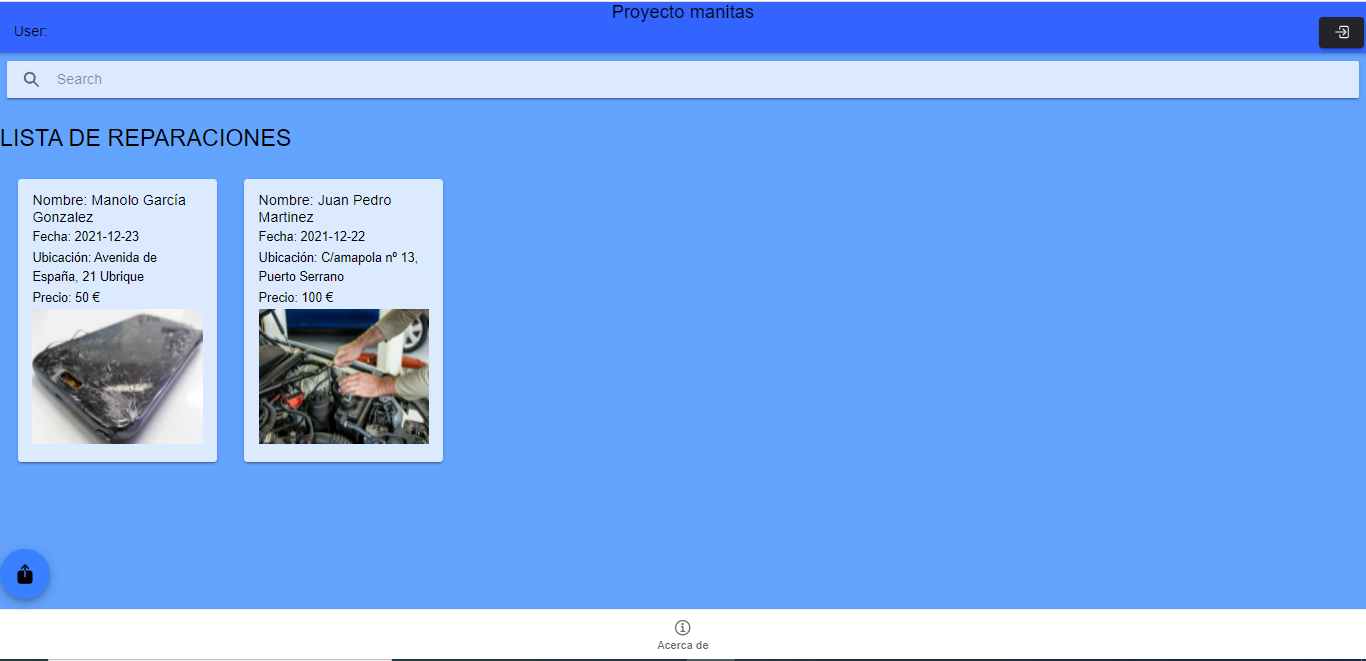 Proyecto manitas
User:
Search
LISTA DE REPARACIONES
Nombre: Manolo García
Gonzalez
Fecha: 2021-12-23
Ubicación: Avenida de
España, 21 Ubrique
Precio: 50 €
Nombre: Juan Pedro
Martinez
Fecha: 2021-12-22
Ubicación: C/amapola nº 13,
Puerto Serrano
Precio: 100 €
Acerca de